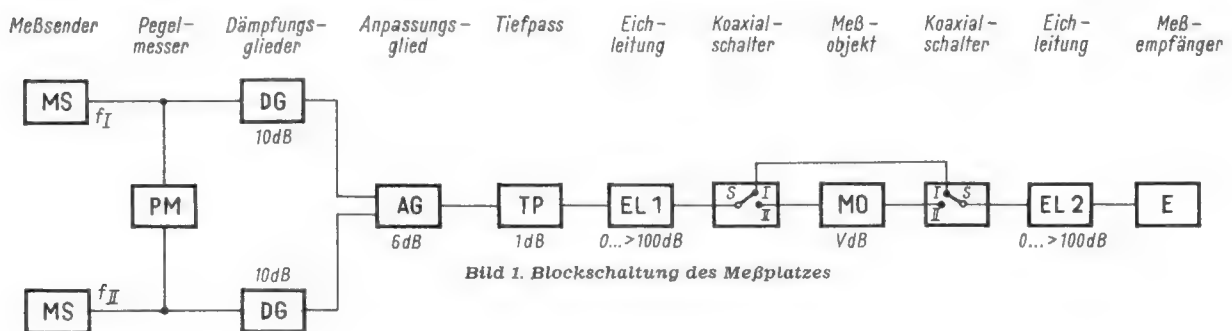 Meßsender Pegel- Dämpfungs- Anpassungs- Tiefpass Eich- Koaxial- Meß Koaxial- Eich- Meß-
messer glieder glied leitung schalter objekt schalter leitung empfänger
MS f_I DG
10dB
PM AG TP EL 1 S I II MO I S II EL 2 E
6dB 1dB 0...>100dB VdB 0...>100dB
10dB
MS f_II DG
Bild 1. Blockschaltung des Meßplatzes